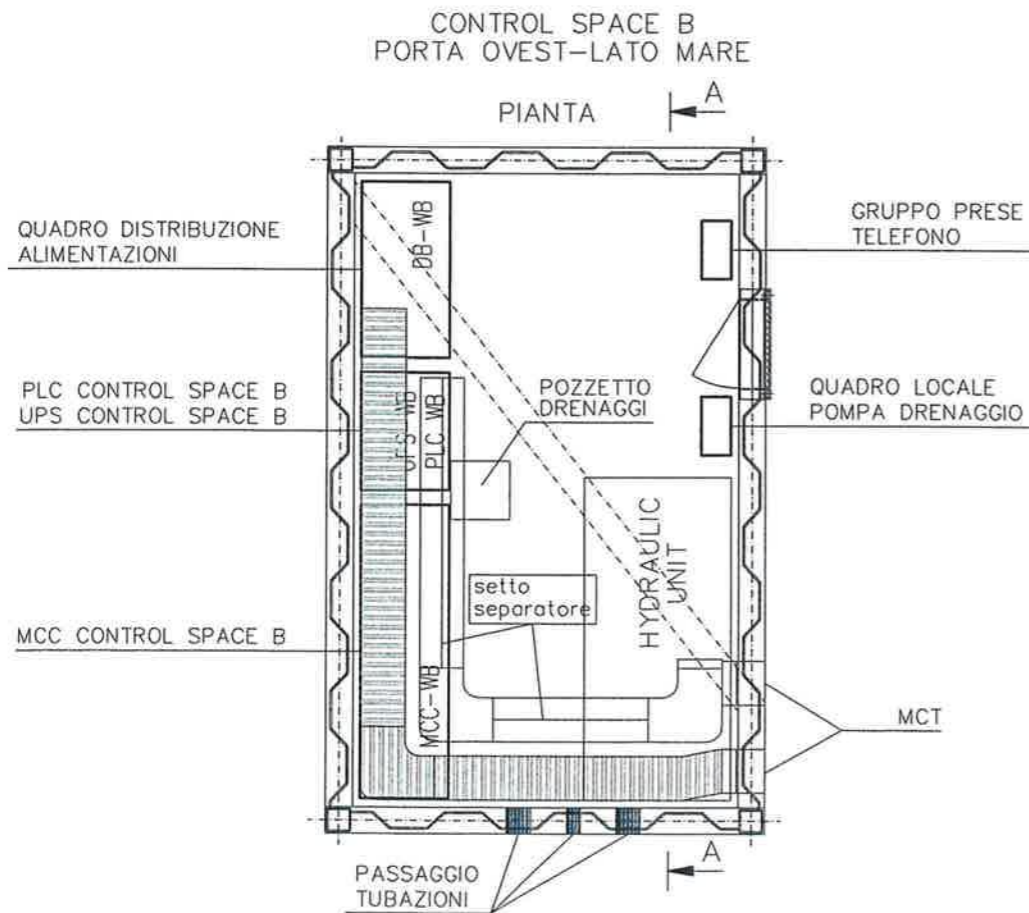 CONTROL SPACE B
PORTA OVEST-LATO MARE
PIANTA
A
QUADRO DISTRIBUZIONE
ALIMENTAZIONI
DB-WB
GRUPPO PRESE
TELEFONO
PLC CONTROL SPACE B
UPS CONTROL SPACE B
UPS-WB
PLC WB
POZZETTO
DRENAGGI
QUADRO LOCALE
POMPA DRENAGGIO
HYDRAULIC
UNIT
setto
separatore
MCC CONTROL SPACE B
MCC-WB
MCT
A
PASSAGGIO
TUBAZIONI